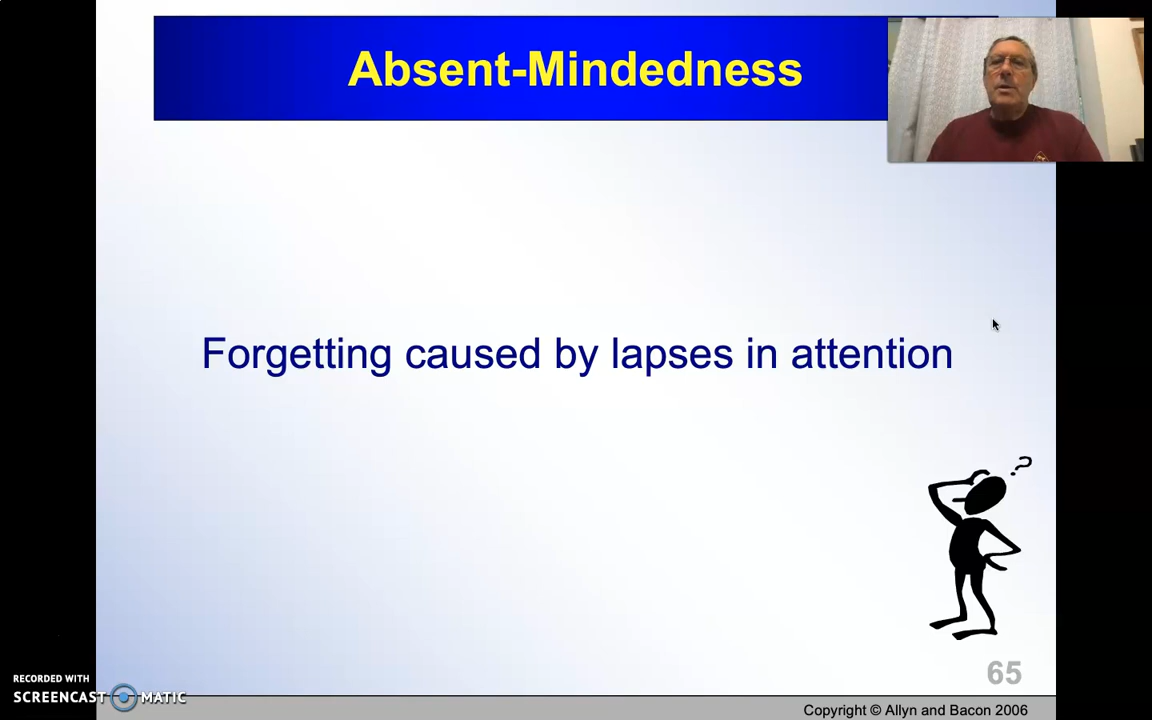 Absent-Mindedness
Forgetting caused by lapses in attention
?
65
RECORDED WITH
SCREENCAST MATIC
Copyright © Allyn and Bacon 2006